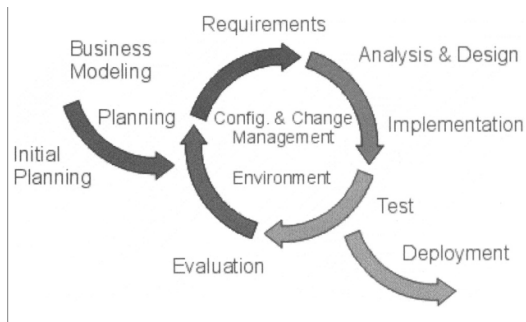 Requirements
Business
Modeling
Analysis & Design
Planning
Config. & Change
Management
Implementation
Initial
Planning
Environment
Test
Evaluation
Deployment